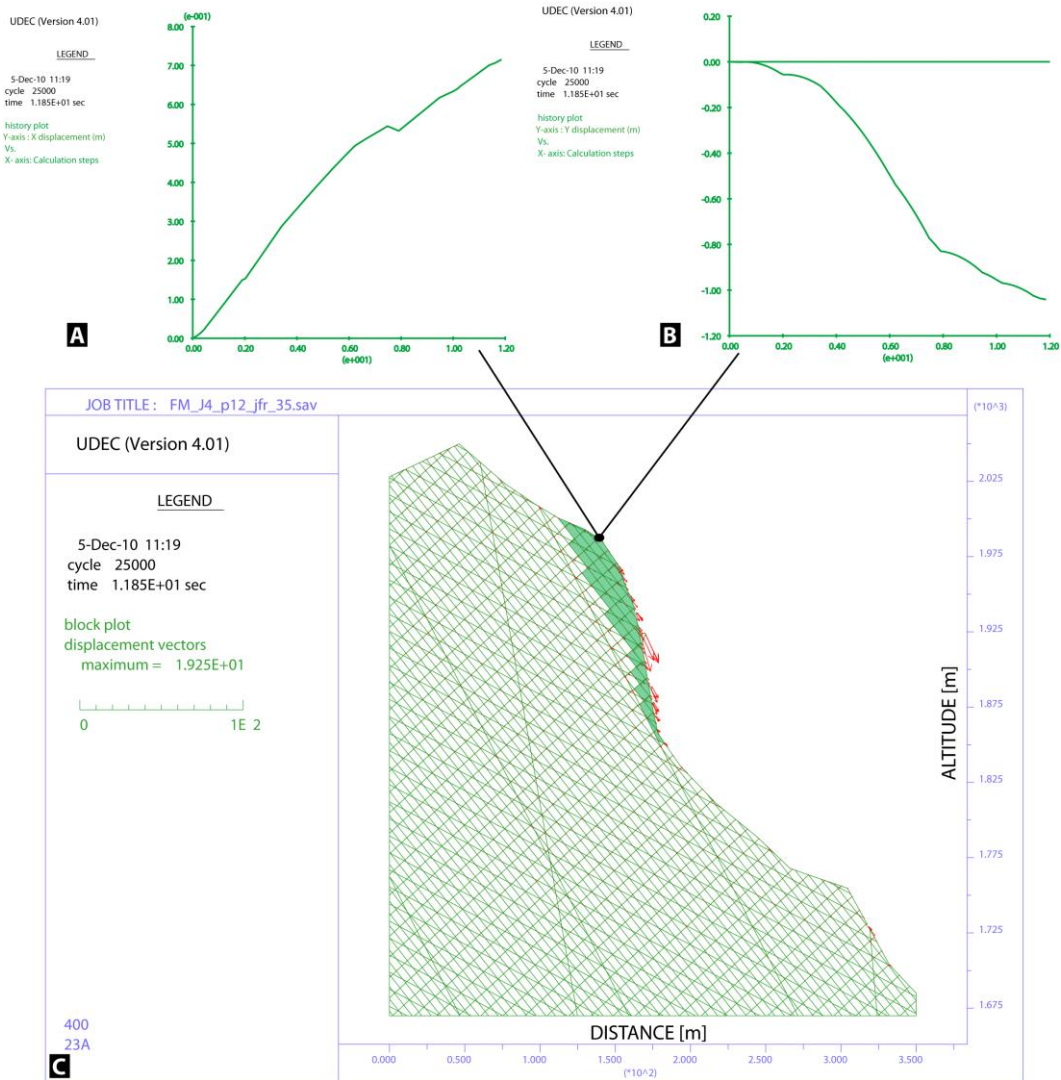 UDEC (Version 4.01)
LEGEND
5-Dec-10 11:19
cycle 25000
time 1.185E+01 sec
history plot
Y-axis : X displacement (m)
Vs.
X- axis: Calculation steps
(e-001)
8.00
7.00
6.00
5.00
4.00
3.00
2.00
1.00
0.00
0.00 0.20 0.40 0.60 0.80 1.00 1.20
(e+001)
A
UDEC (Version 4.01)
LEGEND
5-Dec-10 11:19
cycle 25000
time 1.185E+01 sec
history plot
Y-axis : Y displacement (m)
Vs.
X- axis: Calculation steps
0.20
0.00
-0.20
-0.40
-0.60
-0.80
-1.00
-1.20
0.00 0.20 0.40 0.60 0.80 1.00 1.20
(e+001)
B
JOB TITLE : FM_J4_p12_jfr_35.sav
UDEC (Version 4.01)
LEGEND
5-Dec-10 11:19
cycle 25000
time 1.185E+01 sec
block plot
displacement vectors
maximum = 1.925E+01
0 1E 2
400
23A
C
(*10^3)
2.025
1.975
1.925
1.875
1.825
1.775
1.725
1.675
ALTITUDE [m]
DISTANCE [m]
0.000 0.500 1.000 1.500 2.000 2.500 3.000 3.500
(*10^2)